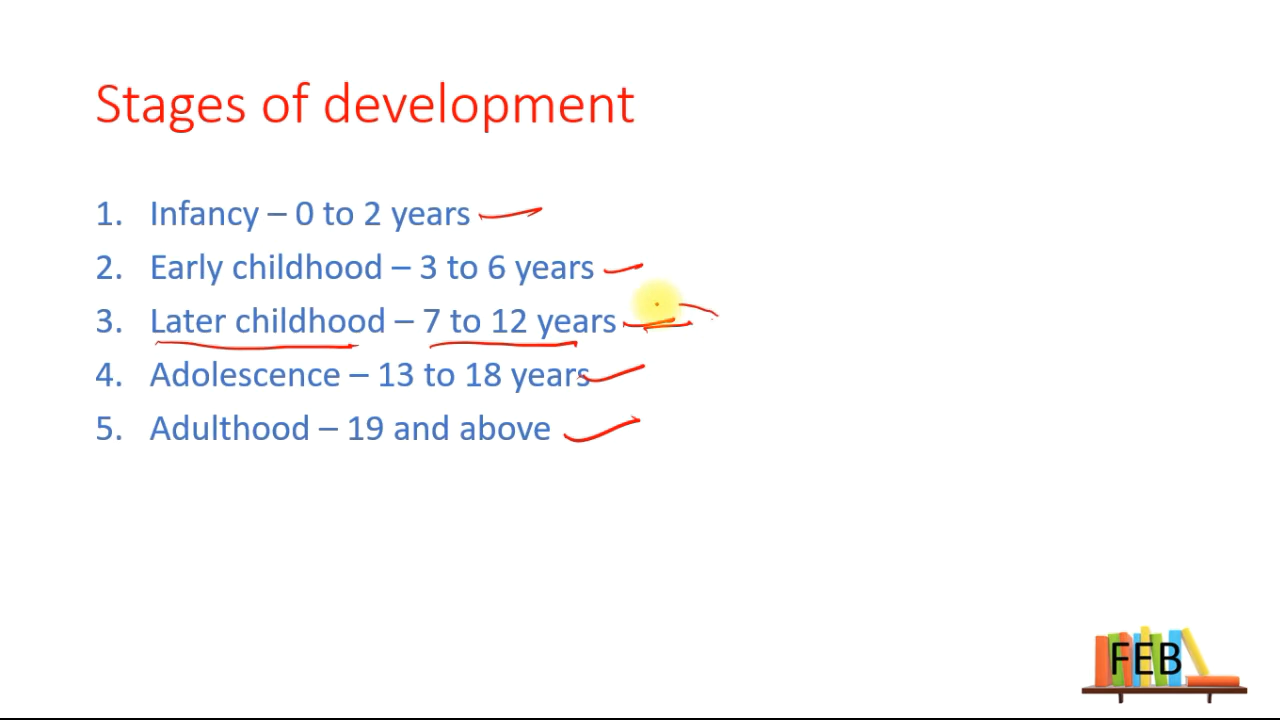 Stages of development
1. Infancy – 0 to 2 years
2. Early childhood – 3 to 6 years
3. Later childhood – 7 to 12 years
4. Adolescence – 13 to 18 years
5. Adulthood – 19 and above
FEB